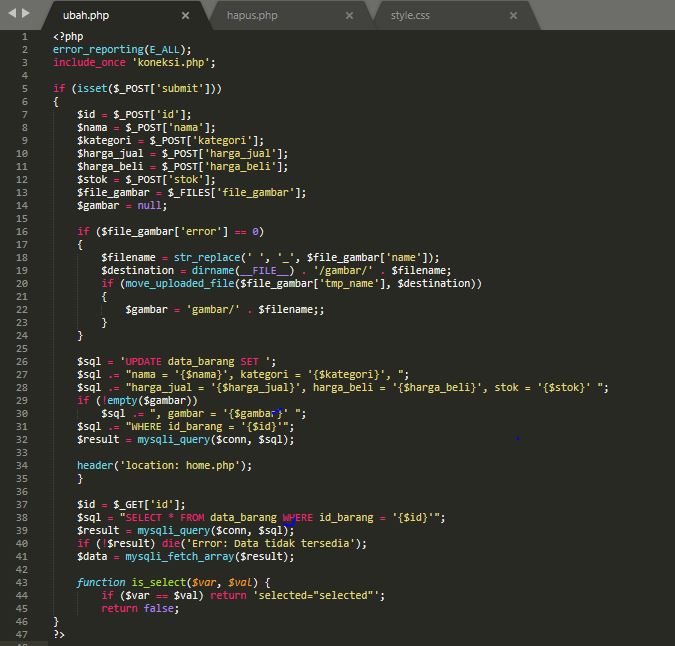 ubah.php × hapus.php × style.css ×
1 <?php
2 error_reporting(E_ALL);
3 include_once 'koneksi.php';
4
5 if (isset($_POST['submit']))
6 {
7 $id = $_POST['id'];
8 $nama = $_POST['nama'];
9 $kategori = $_POST['kategori'];
10 $harga_jual = $_POST['harga_jual'];
11 $harga_beli = $_POST['harga_beli'];
12 $stok = $_POST['stok'];
13 $file_gambar = $_FILES['file_gambar'];
14 $gambar = null;
15
16 if ($file_gambar['error'] == 0)
17 {
18 $filename = str_replace(' ', '_', $file_gambar['name']);
19 $destination = dirname(__FILE__) . '/gambar/' . $filename;
20 if (move_uploaded_file($file_gambar['tmp_name'], $destination))
21 {
22 $gambar = 'gambar/' . $filename;;
23 }
24 }
25
26 $sql = 'UPDATE data_barang SET ';
27 $sql .= "nama = '{$nama}', kategori = '{$kategori}', ";
28 $sql .= "harga_jual = '{$harga_jual}', harga_beli = '{$harga_beli}', stok = '{$stok}' ";
29 if (!empty($gambar))
30 $sql .= ", gambar = '{$gambar}' ";
31 $sql .= "WHERE id_barang = '{$id}'";
32 $result = mysqli_query($conn, $sql);
33
34 header('location: home.php');
35 }
36
37 $id = $_GET['id'];
38 $sql = "SELECT * FROM data_barang WHERE id_barang = '{$id}'";
39 $result = mysqli_query($conn, $sql);
40 if (!$result) die('Error: Data tidak tersedia');
41 $data = mysqli_fetch_array($result);
42
43 function is_select($var, $val) {
44 if ($var == $val) return 'selected="selected"';
45 return false;
46 }
47 ?>